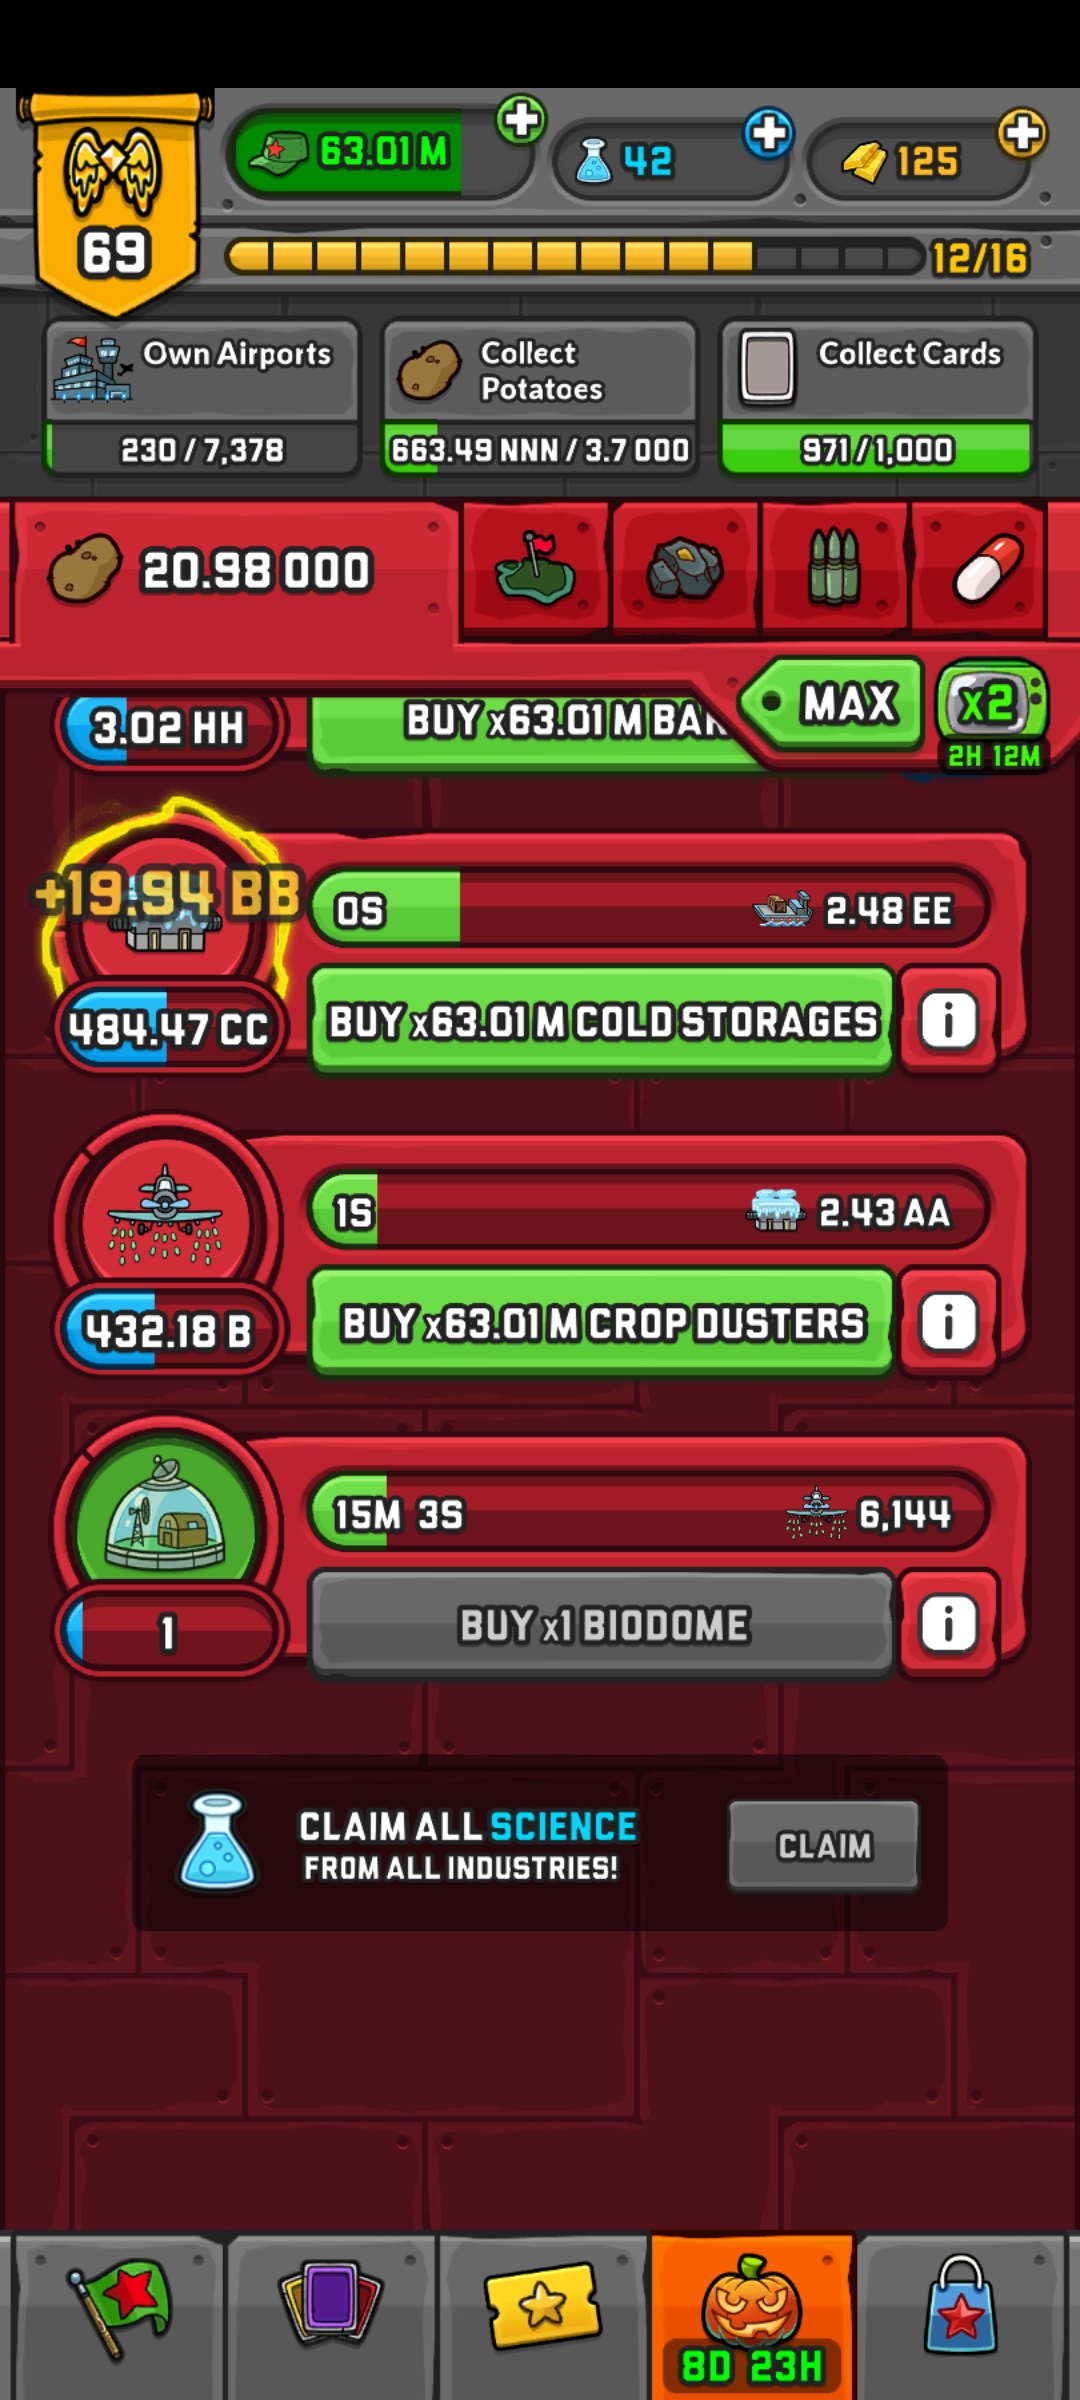 63.01 M
42
125
69
12/16
Own Airports
230 / 7,378
Collect
Potatoes
663.49 NNN / 3.7 OOO
Collect Cards
971 / 1,000
20.98 OOO
MAX
x2
2H 12M
3.02 HH
BUY x63.01 M BAR
+19.94 BB
0S
2.48 EE
484.47 CC
BUY x63.01 M COLD STORAGES
i
1S
2.43 AA
432.18 B
BUY x63.01 M CROP DUSTERS
i
15M 3S
6,144
1
BUY x1 BIODOME
i
CLAIM ALL SCIENCE
FROM ALL INDUSTRIES!
CLAIM
8D 23H